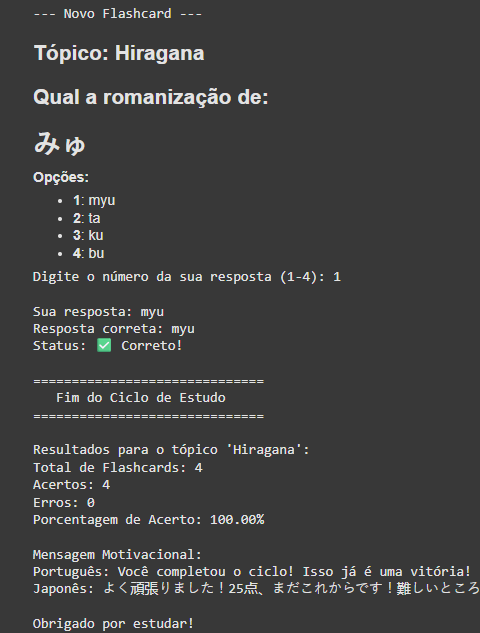 --- Novo Flashcard ---
Tópico: Hiragana
Qual a romanização de:
みゅ
Opções:
• 1: myu
• 2: ta
• 3: ku
• 4: bu
Digite o número da sua resposta (1-4): 1
Sua resposta: myu
Resposta correta: myu
Status: ✅ Correto!
==============================
Fim do Ciclo de Estudo
==============================
Resultados para o tópico 'Hiragana':
Total de Flashcards: 4
Acertos: 4
Erros: 0
Porcentagem de Acerto: 100.00%
Mensagem Motivacional:
Português: Você completou o ciclo! Isso já é uma vitória!
Japonês: よく頑張りました！25点、まだこれからです！難しいところ
Obrigado por estudar!